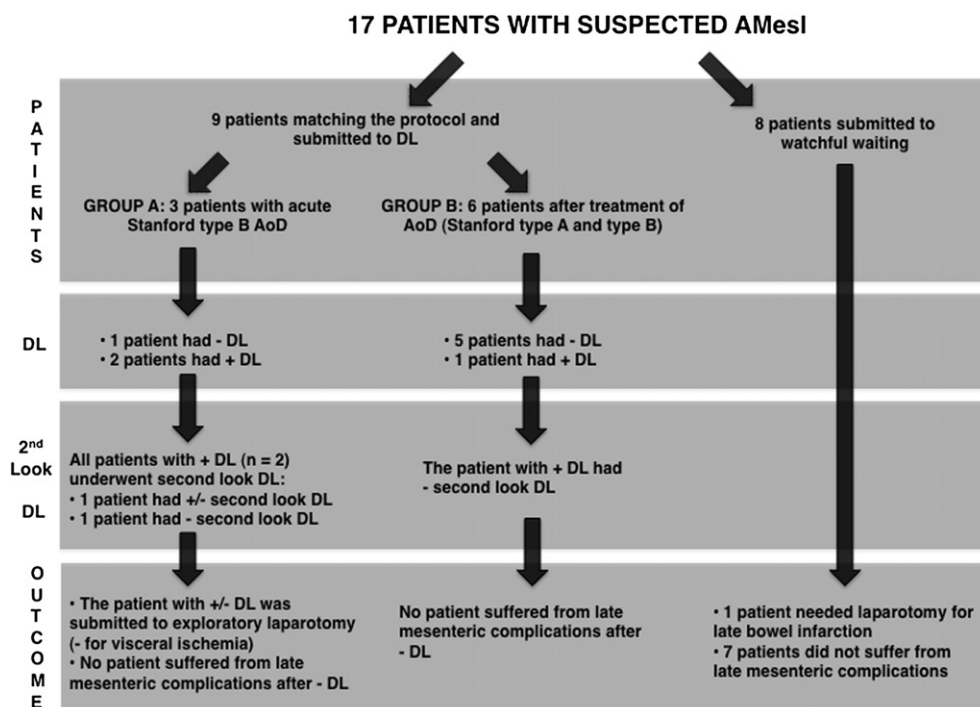 17 PATIENTS WITH SUSPECTED AMesI
PATIENTS
9 patients matching the protocol and
submitted to DL
8 patients submitted to
watchful waiting
GROUP A: 3 patients with acute
Stanford type B AoD
GROUP B: 6 patients after treatment of
AoD (Stanford type A and type B)
DL
• 1 patient had - DL
• 2 patients had + DL
• 5 patients had - DL
• 1 patient had + DL
2nd
Look
DL
All patients with + DL (n = 2)
underwent second look DL:
• 1 patient had +/- second look DL
• 1 patient had - second look DL
The patient with + DL had
- second look DL
OUTCOME
• The patient with +/- DL was
submitted to exploratory laparotomy
(- for visceral ischemia)
• No patient suffered from late
mesenteric complications after - DL
No patient suffered from late
mesenteric complications after
- DL
• 1 patient needed laparotomy for
late bowel infarction
• 7 patients did not suffer from
late mesenteric complications